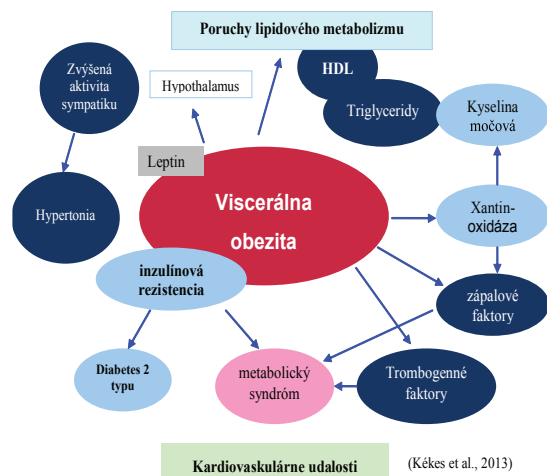 Poruchy lipidového metabolizmu
Zvýšená
aktivita
sympatiku
Hypothalamus
HDL
Triglyceridy
Kyselina
močová
Leptin
Hypertonia
Viscerálna
obezita
Xantin-
oxidáza
inzulínová
rezistencia
zápalové
faktory
Diabetes 2
typu
metabolický
syndróm
Trombogenné
faktory
Kardiovaskulárne udalosti
(Kékes et al., 2013)